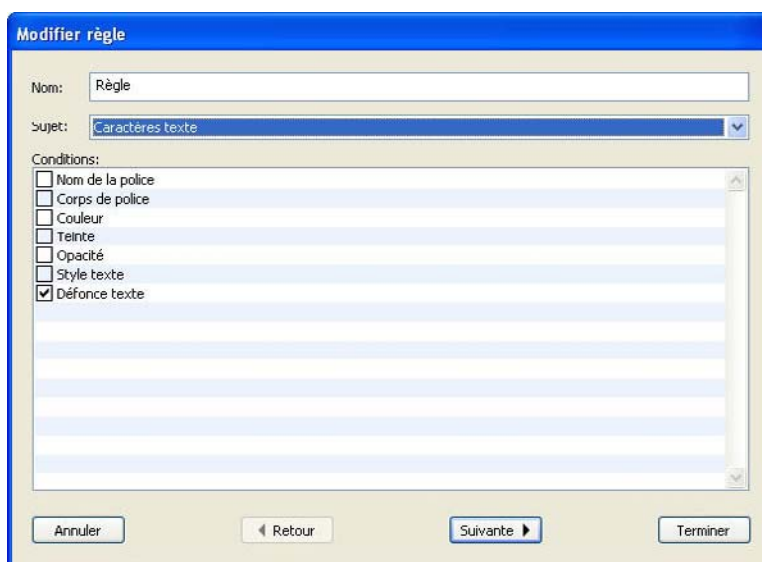 Modifier règle
Nom: Règle
Sujet: Caractères texte
Conditions:
Nom de la police
Corps de police
Couleur
Teinte
Opacité
Style texte
Défonce texte
Annuler Retour Suivante Terminer